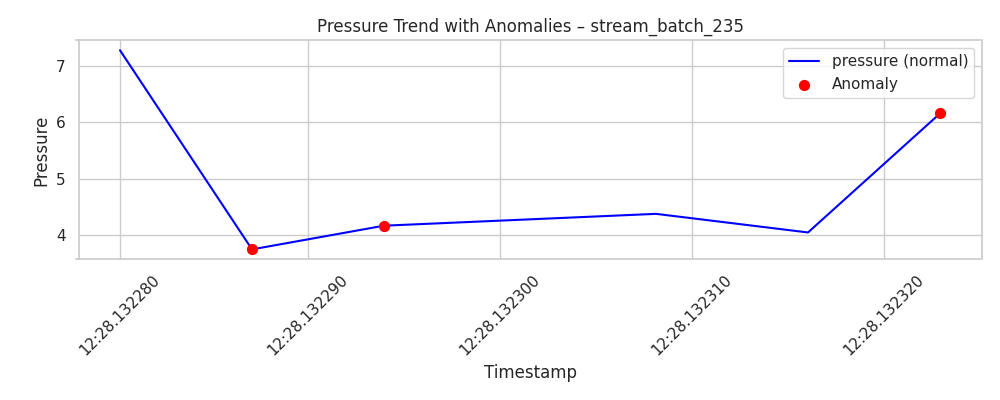 Pressure Trend with Anomalies – stream_batch_235
pressure (normal)
Anomaly
Pressure
7
6
5
4
12:28.132280
12:28.132290
12:28.132300
12:28.132310
12:28.132320
Timestamp